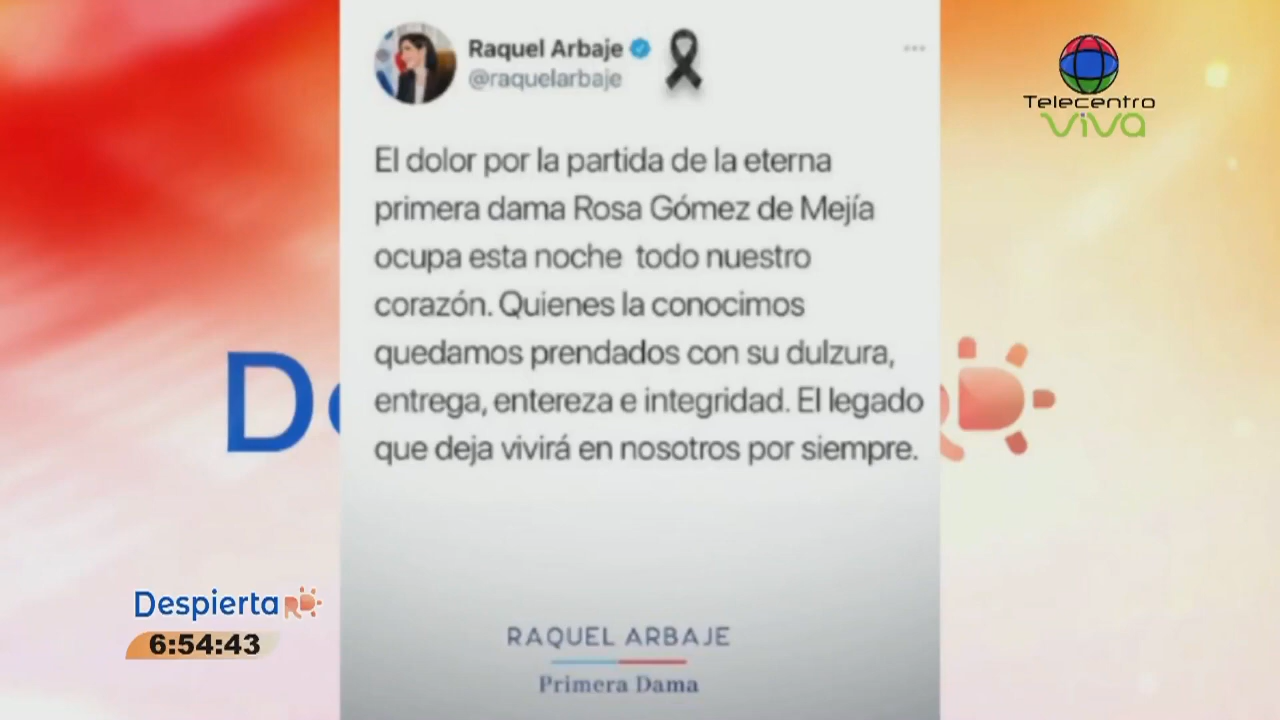 Raquel Arbaje
@raquelarbaje
Telecentro
ViVa
El dolor por la partida de la eterna
primera dama Rosa Gómez de Mejía
ocupa esta noche todo nuestro
corazón. Quienes la conocimos
quedamos prendados con su dulzura,
entrega, entereza e integridad. El legado
que deja vivirá en nosotros por siempre.
Despierta RD
6:54:43
RAQUEL ARBAJE
Primera Dama